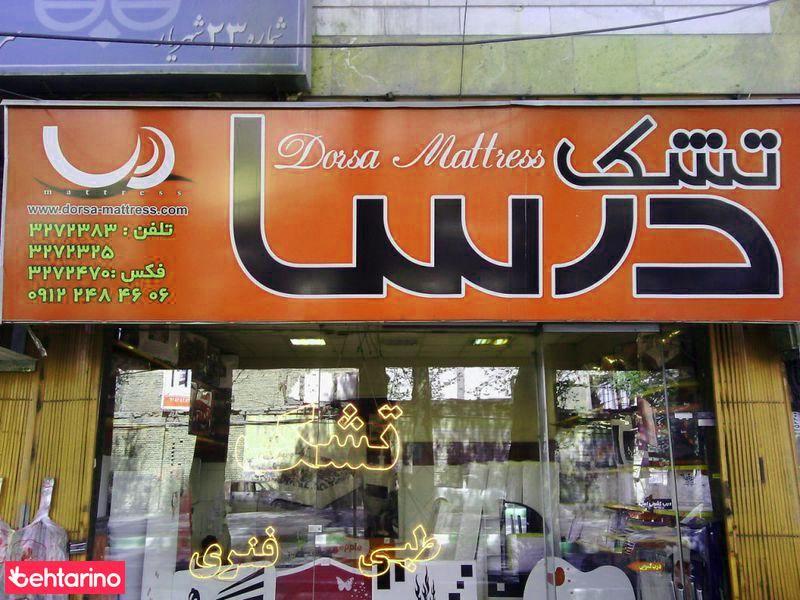 شماره ۲۳ شهریار
mattress
www.dorsa-mattress.com
تلفن : ۳۲۷۲۳۸۳
۳۲۷۲۳۲۵
فکس : ۳۲۷۲۴۷۰
۰۹۱۲ ۲۴۸ ۴۶ ۰۶
Dorsa Mattress
تشک
درسا
تشک
طبی فنری
behtarino